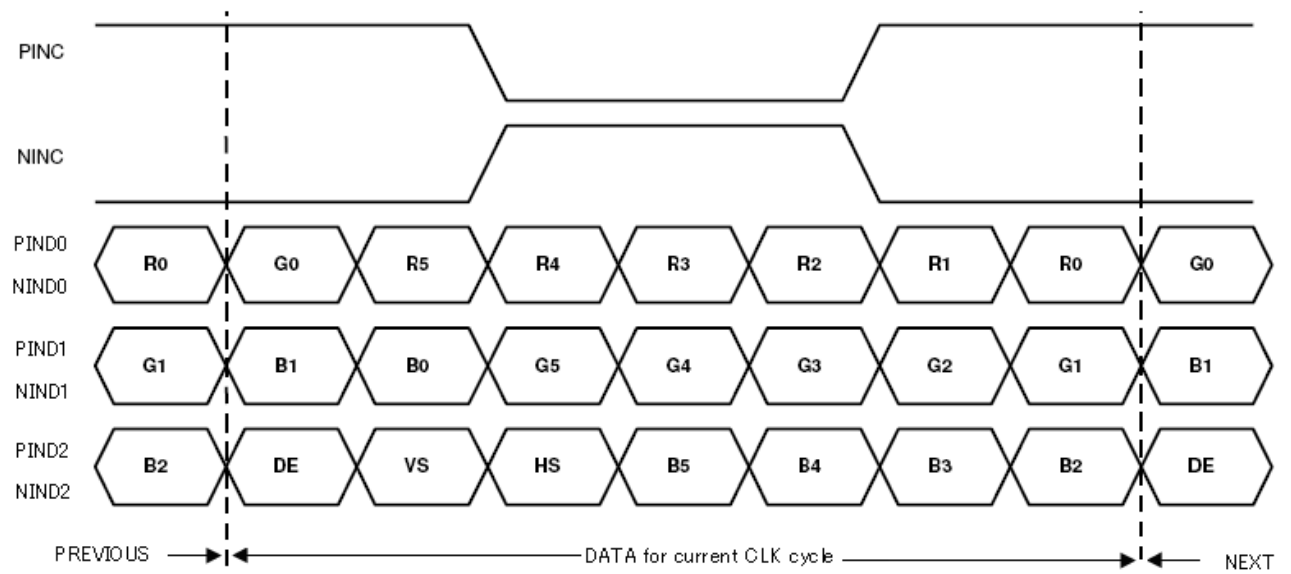 PINC
NINC
PIND0
NIND0
R0 G0 R5 R4 R3 R2 R1 R0 G0
PIND1
NIND1
G1 B1 B0 G5 G4 G3 G2 G1 B1
PIND2
NIND2
B2 DE VS HS B5 B4 B3 B2 DE
PREVIOUS DATA for current CLK cycle NEXT